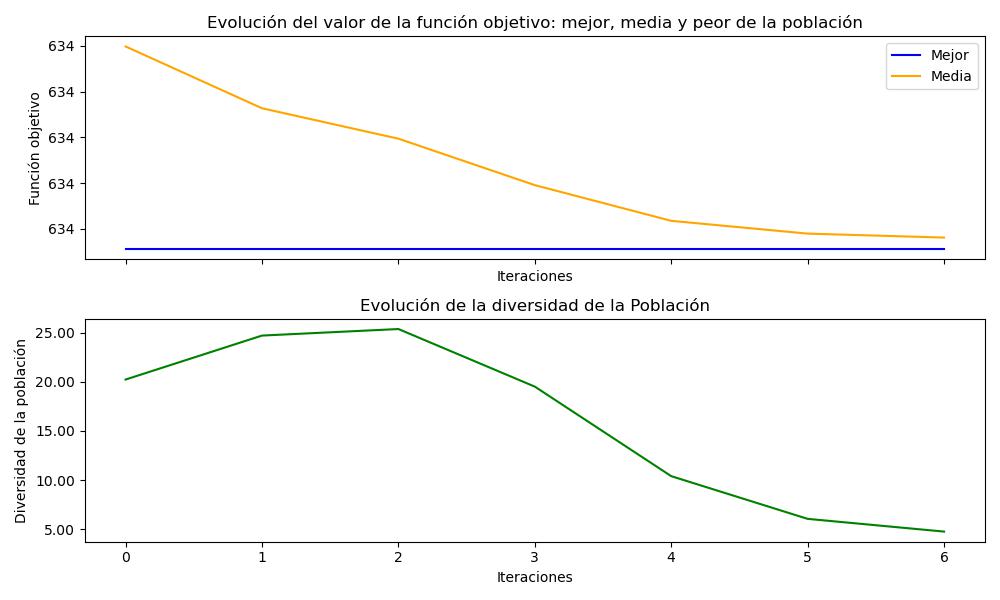 Evolución del valor de la función objetivo: mejor, media y peor de la población
634
634
634
634
634
Función objetivo
Mejor
Media
Iteraciones
Evolución de la diversidad de la Población
25.00
20.00
15.00
10.00
5.00
Diversidad de la población
0 1 2 3 4 5 6
Iteraciones